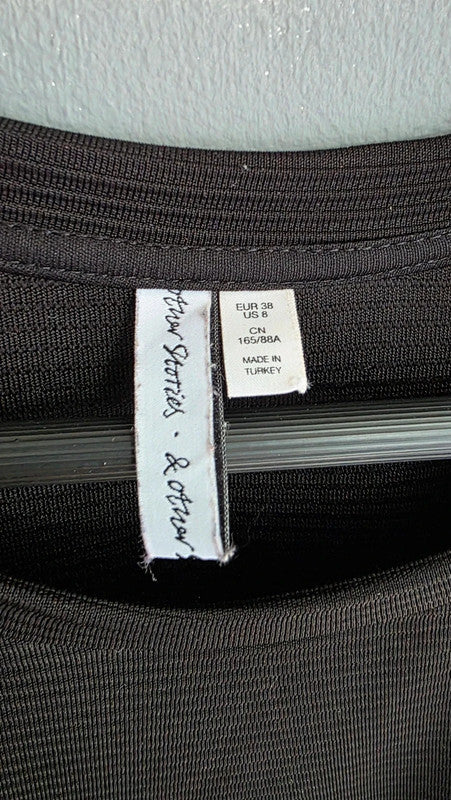 other Stories • & other
EUR 38
US 8
CN
165/88A
MADE IN
TURKEY